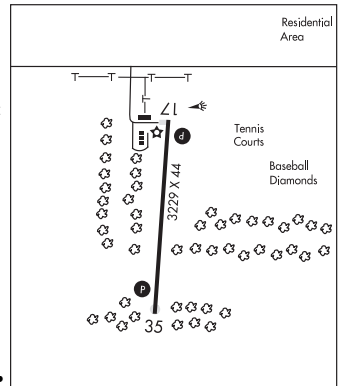 Residential
Area
T T T T
T
17
P
Tennis
Courts
Baseball
Diamonds
3229 X 44
P
35